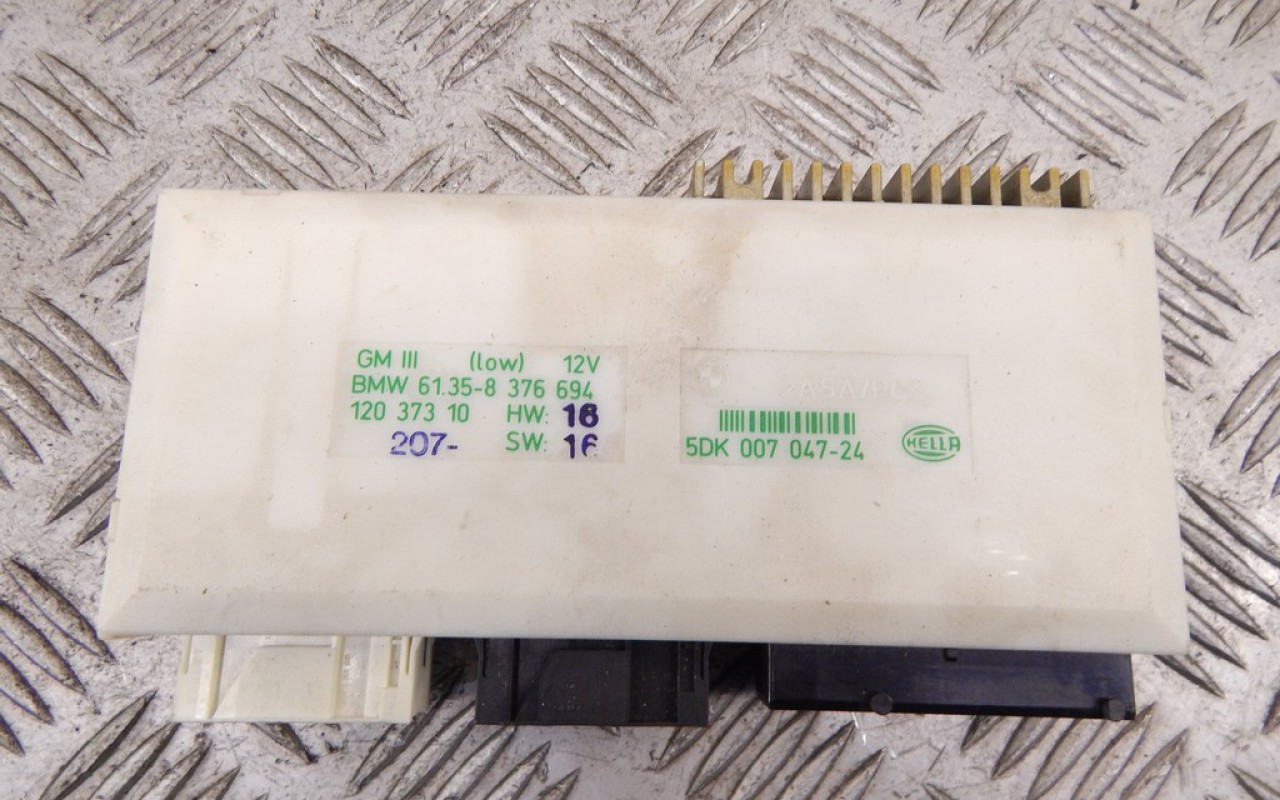 GM III (low) 12V
BMW 61.35-8 376 694
120 373 10 HW: 16
207- SW: 16
5DK 007 047-24
HELLA